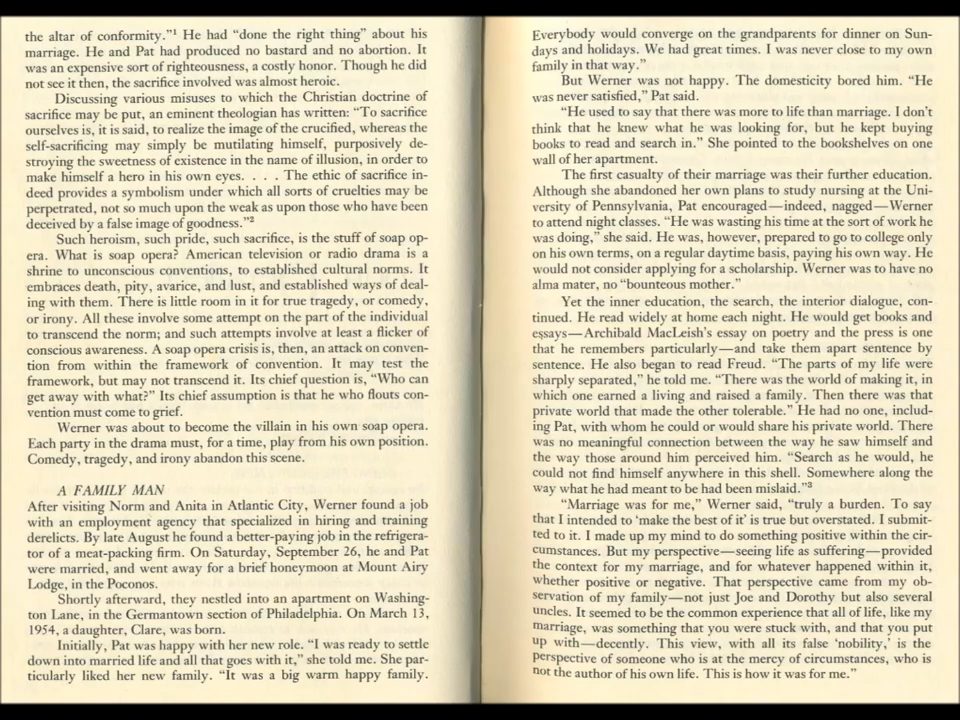 the altar of conformity."¹ He had "done the right thing" about his
marriage. He and Pat had produced no bastard and no abortion. It
was an expensive sort of righteousness, a costly honor. Though he did
not see it then, the sacrifice involved was almost heroic.
Discussing various misuses to which the Christian doctrine of
sacrifice may be put, an eminent theologian has written: "To sacrifice
ourselves is, it is said, to realize the image of the crucified, whereas the
self-sacrificing may simply be mutilating himself, purposively de-
stroying the sweetness of existence in the name of illusion, in order to
make himself a hero in his own eyes. . . . The ethic of sacrifice in-
deed provides a symbolism under which all sorts of cruelties may be
perpetrated, not so much upon the weak as upon those who have been
deceived by a false image of goodness."²
Such heroism, such pride, such sacrifice, is the stuff of soap op-
era. What is soap opera? American television or radio drama is a
shrine to unconscious conventions, to established cultural norms. It
embraces death, pity, avarice, and lust, and established ways of deal-
ing with them. There is little room in it for true tragedy, or comedy,
or irony. All these involve some attempt on the part of the individual
to transcend the norm; and such attempts involve at least a flicker of
conscious awareness. A soap opera crisis is, then, an attack on conven-
tion from within the framework of convention. It may test the
framework, but may not transcend it. Its chief question is, "Who can
get away with what?" Its chief assumption is that he who flouts con-
vention must come to grief.
Werner was about to become the villain in his own soap opera.
Each party in the drama must, for a time, play from his own position.
Comedy, tragedy, and irony abandon this scene.
A FAMILY MAN
After visiting Norm and Anita in Atlantic City, Werner found a job
with an employment agency that specialized in hiring and training
derelicts. By late August he found a better-paying job in the refrigera-
tor of a meat-packing firm. On Saturday, September 26, he and Pat
were married, and went away for a brief honeymoon at Mount Airy
Lodge, in the Poconos.
Shortly afterward, they nestled into an apartment on Washing-
ton Lane, in the Germantown section of Philadelphia. On March 13,
1954, a daughter, Clare, was born.
Initially, Pat was happy with her new role. "I was ready to settle
down into married life and all that goes with it," she told me. She par-
ticularly liked her new family. "It was a big warm happy family.
Everybody would converge on the grandparents for dinner on Sun-
days and holidays. We had great times. I was never close to my own
family in that way."
But Werner was not happy. The domesticity bored him. "He
was never satisfied," Pat said.
"He used to say that there was more to life than marriage. I don't
think that he knew what he was looking for, but he kept buying
books to read and search in." She pointed to the bookshelves on one
wall of her apartment.
The first casualty of their marriage was their further education.
Although she abandoned her own plans to study nursing at the Uni-
versity of Pennsylvania, Pat encouraged—indeed, nagged—Werner
to attend night classes. "He was wasting his time at the sort of work he
was doing," she said. He was, however, prepared to go to college only
on his own terms, on a regular daytime basis, paying his own way. He
would not consider applying for a scholarship. Werner was to have no
alma mater, no "bounteous mother."
Yet the inner education, the search, the interior dialogue, con-
tinued. He read widely at home each night. He would get books and
essays—Archibald MacLeish's essay on poetry and the press is one
that he remembers particularly—and take them apart sentence by
sentence. He also began to read Freud. "The parts of my life were
sharply separated," he told me. "There was the world of making it, in
which one earned a living and raised a family. Then there was that
private world that made the other tolerable." He had no one, includ-
ing Pat, with whom he could or would share his private world. There
was no meaningful connection between the way he saw himself and
the way those around him perceived him. "Search as he would, he
could not find himself anywhere in this shell. Somewhere along the
way what he had meant to be had been mislaid."³
"Marriage was for me," Werner said, "truly a burden. To say
that I intended to 'make the best of it' is true but overstated. I submit-
ted to it. I made up my mind to do something positive within the cir-
cumstances. But my perspective—seeing life as suffering—provided
the context for my marriage, and for whatever happened within it,
whether positive or negative. That perspective came from my ob-
servation of my family—not just Joe and Dorothy but also several
uncles. It seemed to be the common experience that all of life, like my
marriage, was something that you were stuck with, and that you put
up with—decently. This view, with all its false 'nobility,' is the
perspective of someone who is at the mercy of circumstances, who is
not the author of his own life. This is how it was for me."